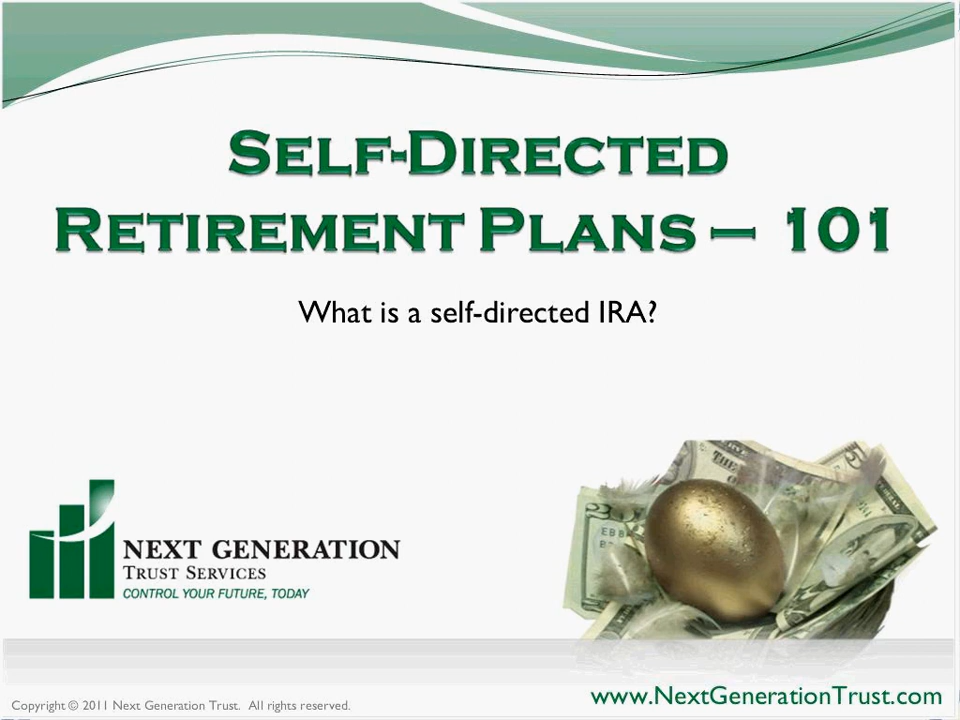 Self-Directed
Retirement Plans – 101
What is a self-directed IRA?
NEXT GENERATION
TRUST SERVICES
CONTROL YOUR FUTURE, TODAY
www.NextGenerationTrust.com
Copyright © 2011 Next Generation Trust. All rights reserved.